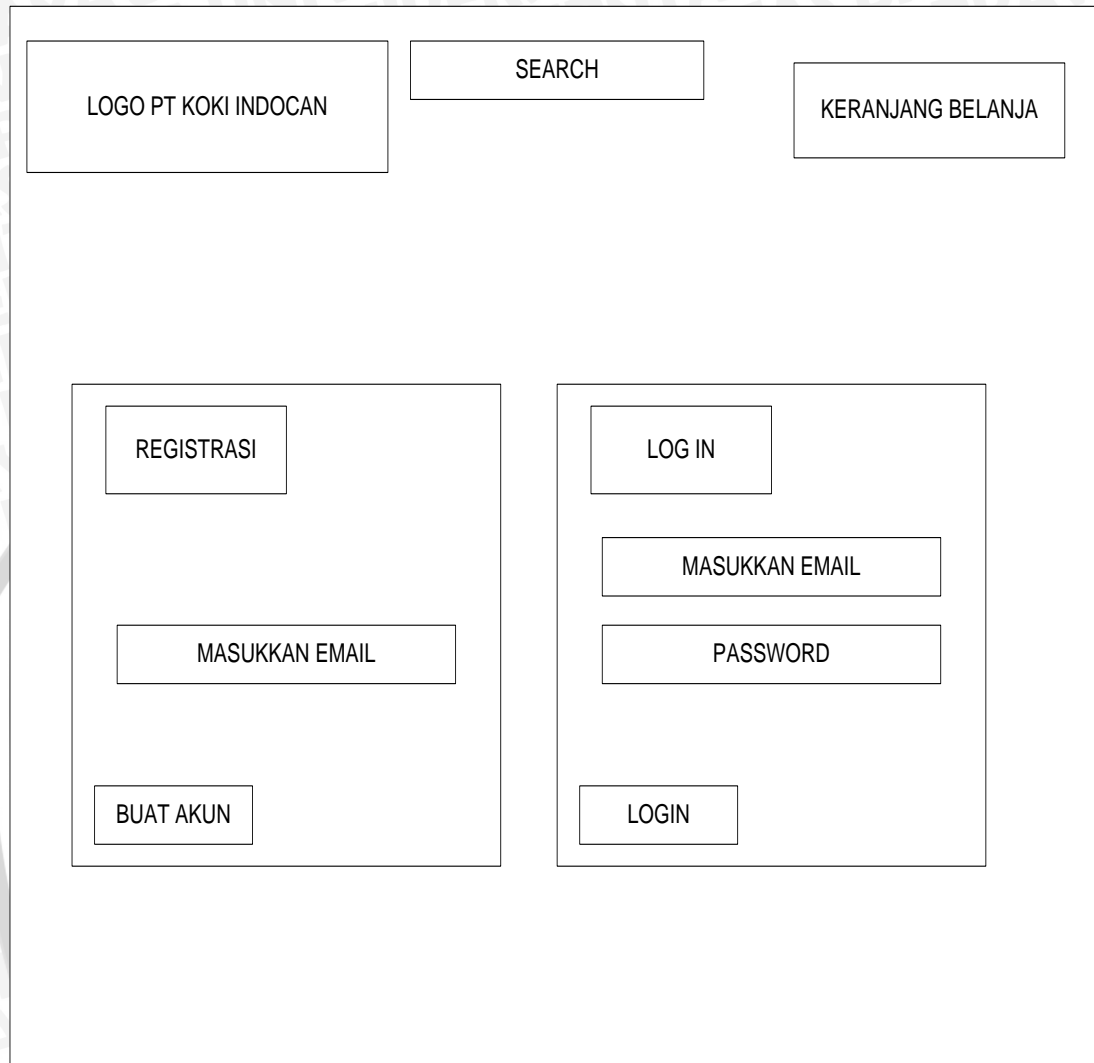 LOGO PT KOKI INDOCAN
SEARCH
KERANJANG BELANJA
REGISTRASI
MASUKKAN EMAIL
BUAT AKUN
LOG IN
MASUKKAN EMAIL
PASSWORD
LOGIN